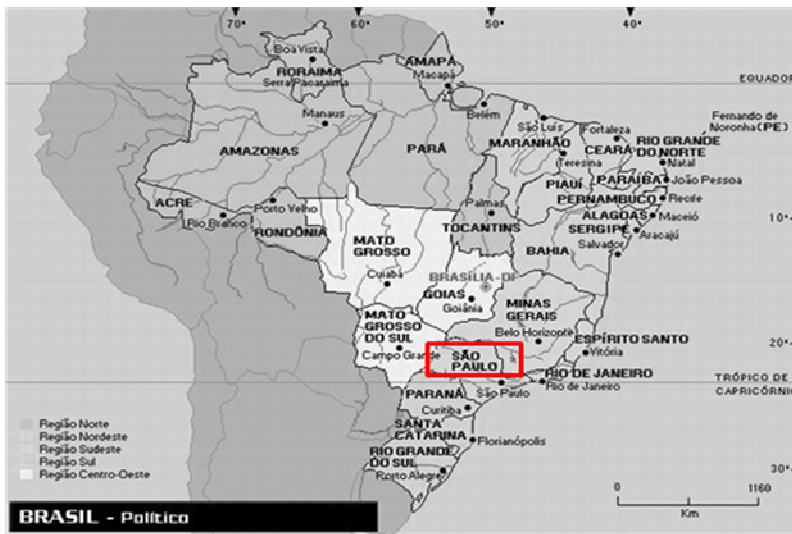 70° 60° 50° 40°
Boa Vista
RORAIMA
Serra Pacaraima
AMAPÁ
Macapá
EQUADOR
Belém
Manaus
São Luís
Fortaleza
Fernando de
Noronha(PE)
AMAZONAS
PARÁ
MARANHÃO
CEARÁ
RIO GRANDE
DO NORTE
Teresina
Natal
PIAUÍ
PARAÍBA
João Pessoa
ACRE
Porto Velho
Palmas
PERNAMBUCO
Recife
Rio Branco
ALAGOAS
Maceió
10°
RONDÔNIA
TOCANTINS
SERGIPE
Aracajú
MATO
GROSSO
BAHIA
Salvador
Cuiabá
BRASÍLIA-DF
GOIAS
Goiânia
MINAS
GERAIS
MATO
GROSSO
DO SUL
Belo Horizonte
ESPÍRITO SANTO
20°
Campo Grande
SÃO
PAULO
Vitória
RIO DE JANEIRO
Rio de Janeiro
TRÓPICO DE
CAPRICÓRNIO
PARANÁ
São Paulo
Curitiba
SANTA
CATARINA
Florianópolis
RIO GRANDE
DO SUL
Porto Alegre
30°
Região Norte
Região Nordeste
Região Sudeste
Região Sul
Região Centro-Oeste
0 1160
Km
BRASIL - Político